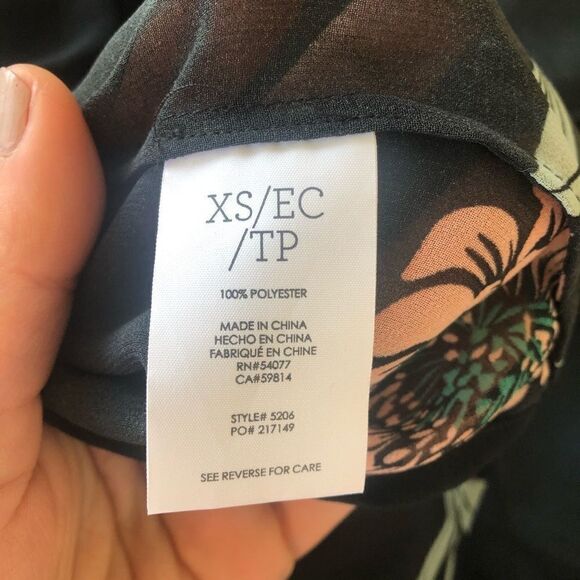 XS/EC
/TP
100% POLYESTER
MADE IN CHINA
HECHO EN CHINA
FABRIQUÉ EN CHINE
RN#54077
CA#59814
STYLE# 5206
PO# 217149
SEE REVERSE FOR CARE